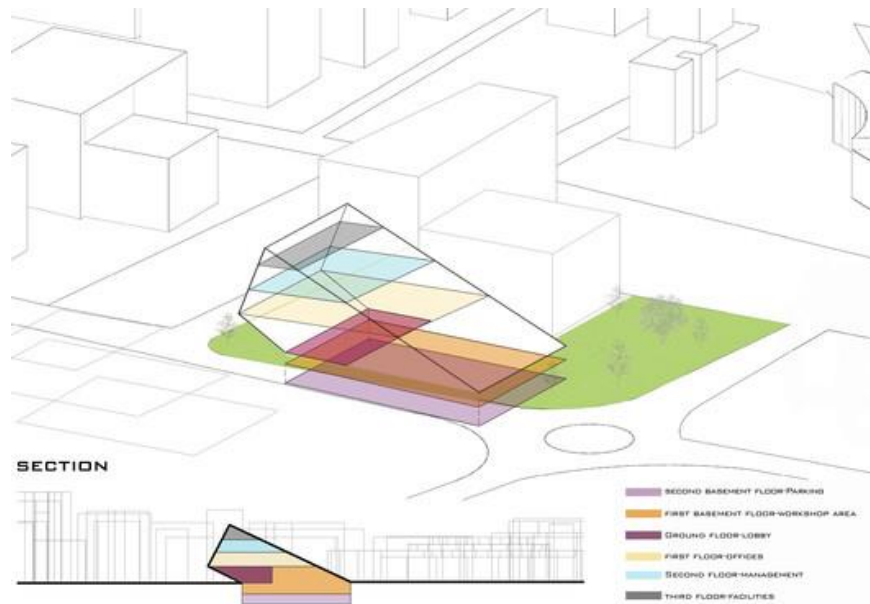 SECTION
SECOND BASEMENT FLOOR-PARKING
FIRST BASEMENT FLOOR-WORKSHOP AREA
GROUND FLOOR-LOBBY
FIRST FLOOR-OFFICES
SECOND FLOOR-MANAGEMENT
THIRD FLOOR-FACILITIES